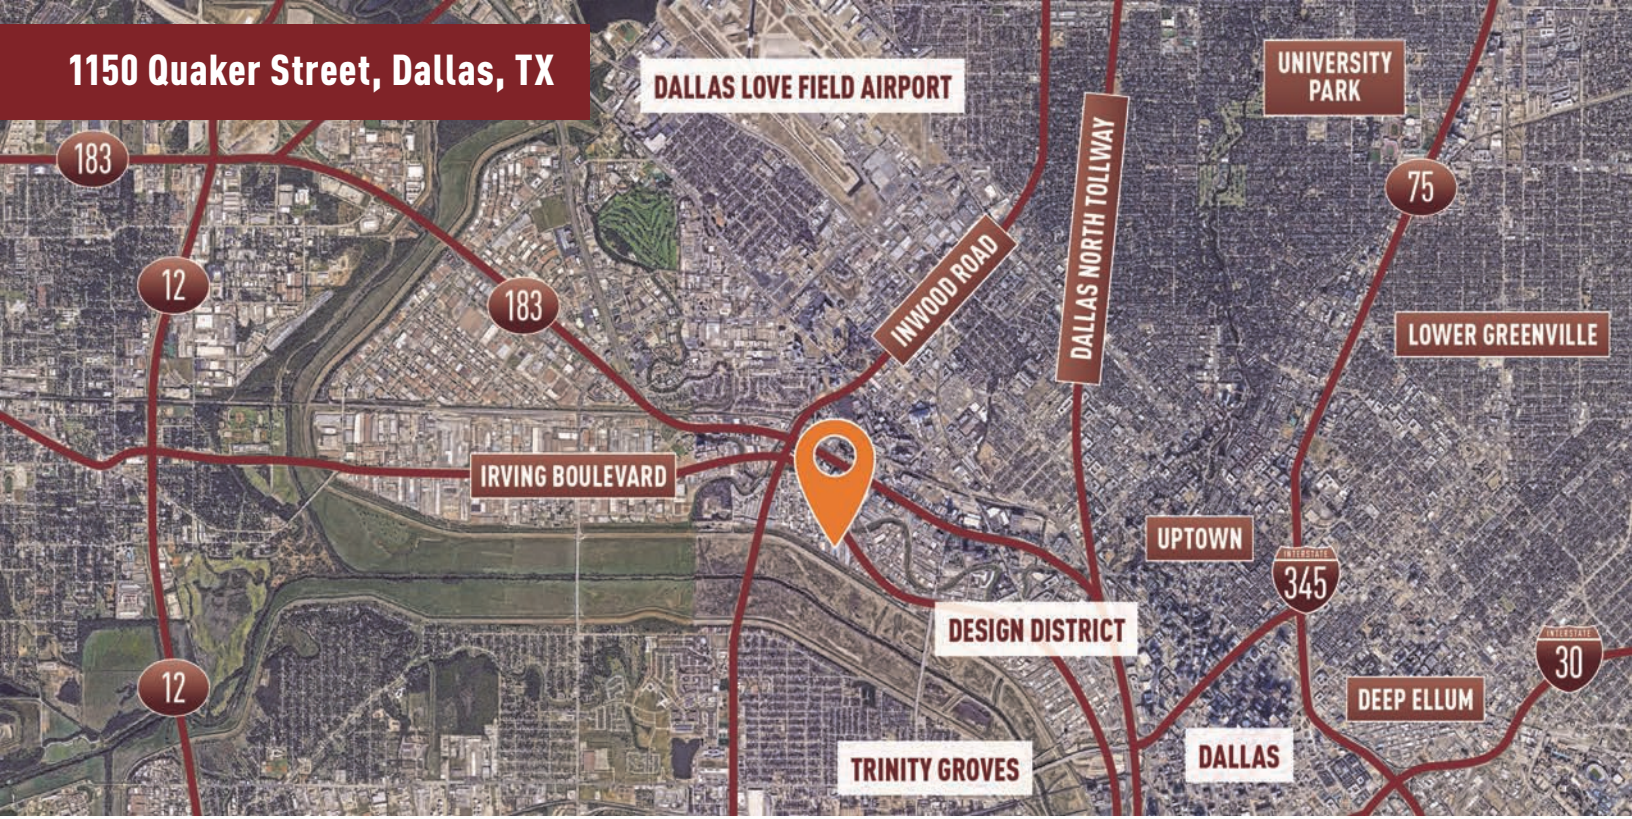 1150 Quaker Street, Dallas, TX
DALLAS LOVE FIELD AIRPORT
UNIVERSITY
PARK
183
75
DALLAS NORTH TOLLWAY
INWOOD ROAD
12
183
LOWER GREENVILLE
IRVING BOULEVARD
UPTOWN
INTERSTATE
345
DESIGN DISTRICT
INTERSTATE
30
12
DEEP ELLUM
TRINITY GROVES
DALLAS